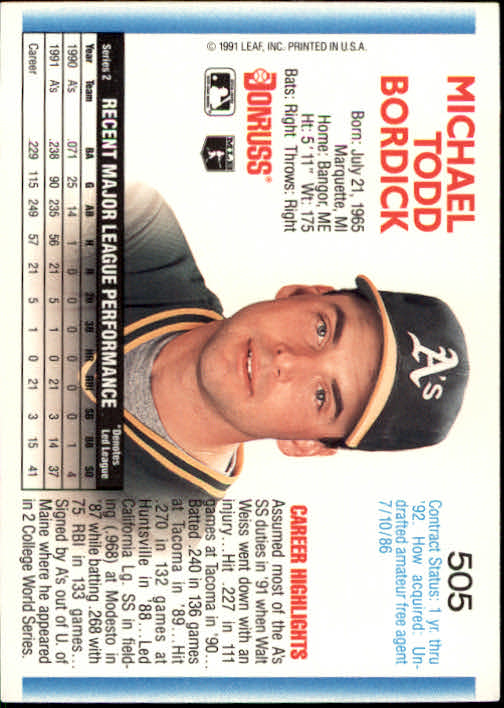 MICHAEL
TODD
BORDICK
505
Contract Status: 1 yr. thru
'92. How acquired: Un-
drafted amateur free agent
7/10/86
Born: July 21, 1965
Marquette, MI
Home: Bangor, ME
Ht: 5'11" Wt: 175
Bats: Right Throws: Right
© 1991 LEAF, INC. PRINTED IN U.S.A.
DONRUSS®
MLB
A's
CAREER HIGHLIGHTS
Assumed most of the A's
SS duties in '91 when Walt
Weiss went down with an
injury...Hit .227 in 111
games at Tacoma in '90...
Batted .240 in 136 games
at Tacoma in '89...Hit
.270 in 132 games at
Huntsville in '88...Led
California Lg. SS in field-
ing (.968) at Modesto in
'87 while batting .268 with
75 RBI in 133 games...
Signed by A's out of U. of
Maine where he appeared
in 2 College World Series.
Series 2 RECENT MAJOR LEAGUE PERFORMANCE *Denotes
Led League
Year Team BA G AB H R 2B 3B HR RBI SB BB SO
1990 A's .071 25 14 1 0 0 0 0 0 0 1 4
1991 A's .238 90 235 56 21 5 1 0 21 3 14 37
Career .229 115 249 57 21 5 1 0 21 3 15 41